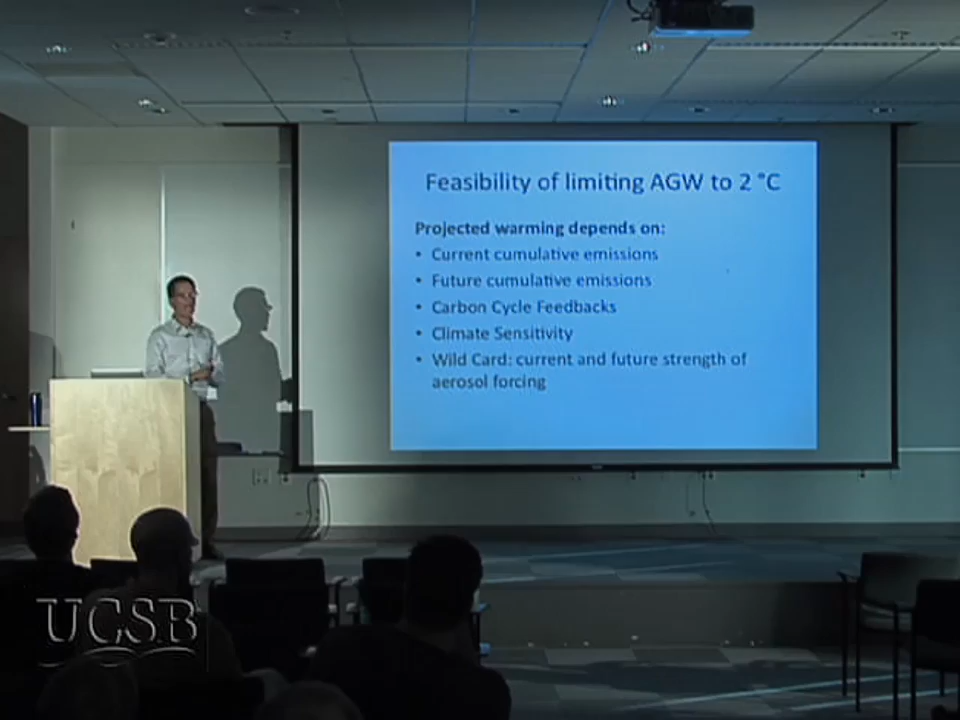 Feasibility of limiting AGW to 2 °C
Projected warming depends on:
• Current cumulative emissions
• Future cumulative emissions
• Carbon Cycle Feedbacks
• Climate Sensitivity
• Wild Card: current and future strength of
aerosol forcing
UCSB